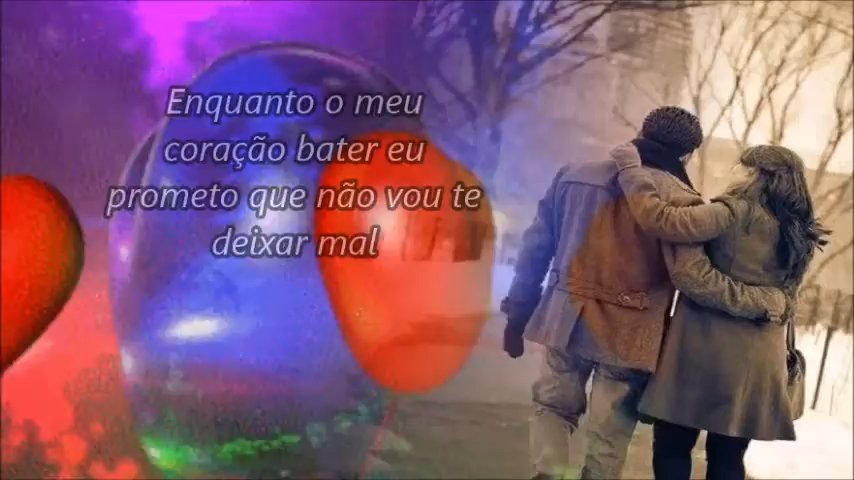 Enquanto o meu
coração bater eu
prometo que não vou te
deixar mal